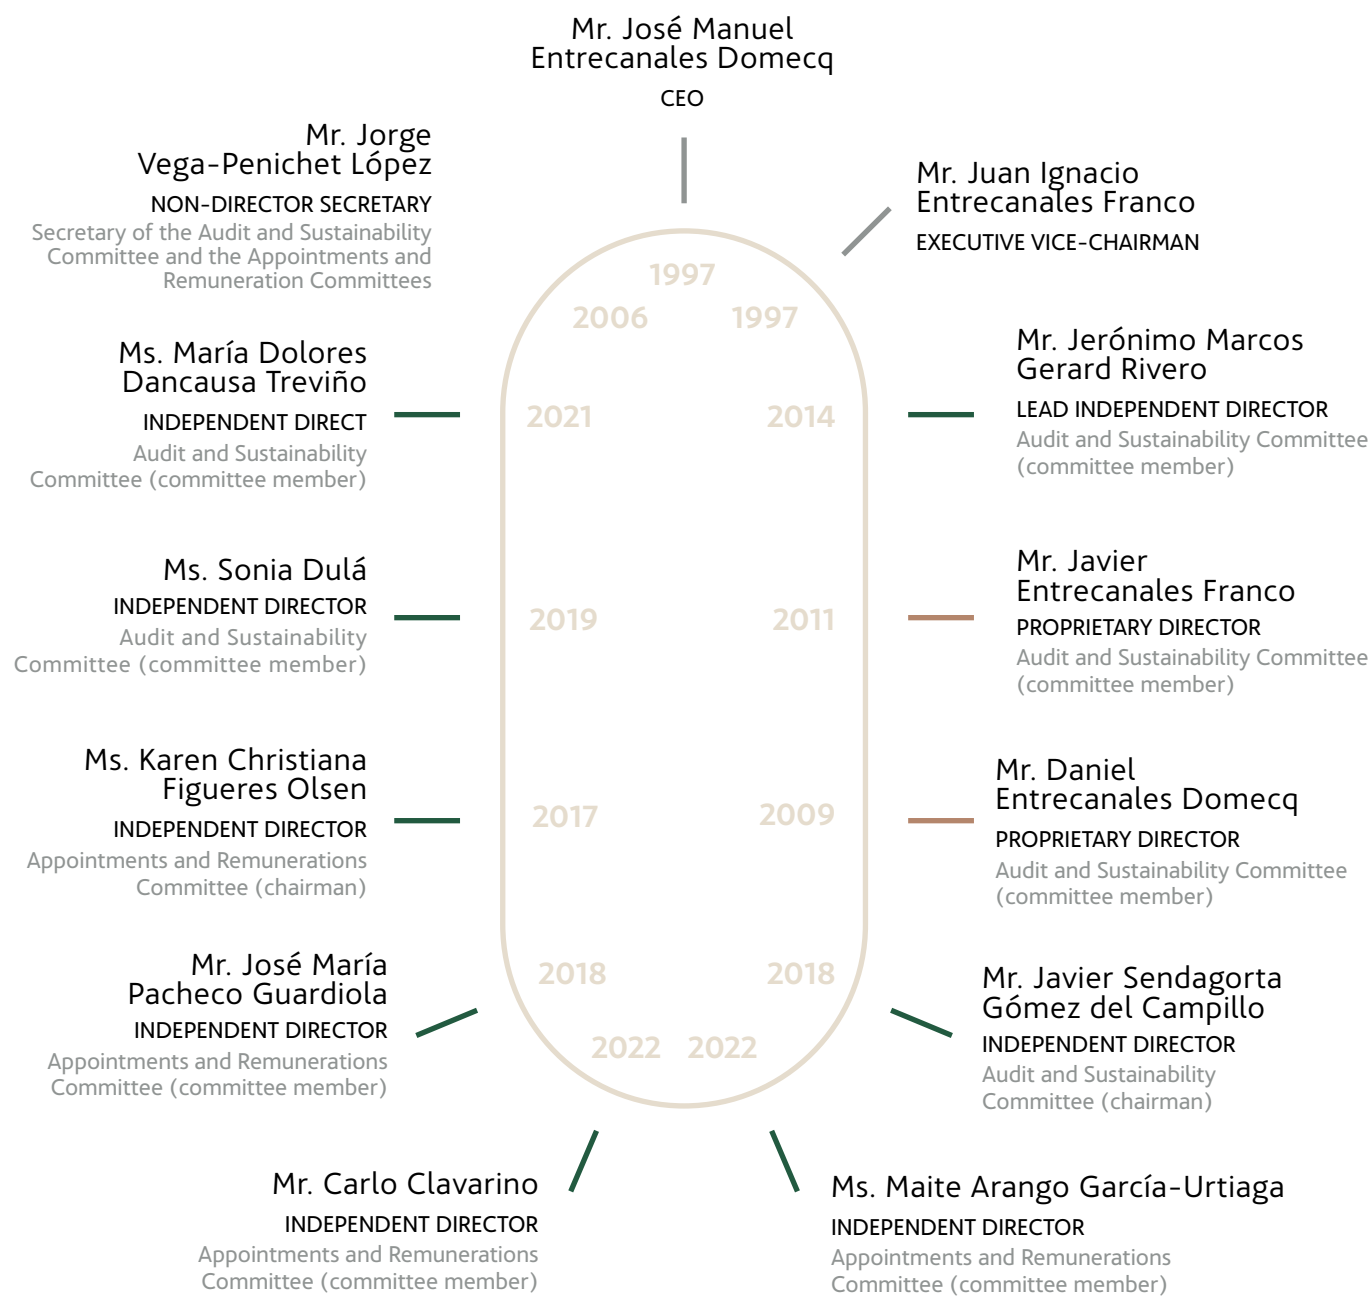 Mr. José Manuel
Entrecanales Domecq
CEO
Mr. Jorge
Vega-Penichet López
NON-DIRECTOR SECRETARY
Secretary of the Audit and Sustainability
Committee and the Appointments and
Remuneration Committees
Mr. Juan Ignacio
Entrecanales Franco
EXECUTIVE VICE-CHAIRMAN
1997
2006
1997
Ms. María Dolores
Dancausa Treviño
INDEPENDENT DIRECT
Audit and Sustainability
Committee (committee member)
2021
2014
Mr. Jerónimo Marcos
Gerard Rivero
LEAD INDEPENDENT DIRECTOR
Audit and Sustainability Committee
(committee member)
Ms. Sonia Dulá
INDEPENDENT DIRECTOR
Audit and Sustainability
Committee (committee member)
2019
2011
Mr. Javier
Entrecanales Franco
PROPRIETARY DIRECTOR
Audit and Sustainability Committee
(committee member)
Ms. Karen Christiana
Figueres Olsen
INDEPENDENT DIRECTOR
Appointments and Remunerations
Committee (chairman)
2017
2009
Mr. Daniel
Entrecanales Domecq
PROPRIETARY DIRECTOR
Audit and Sustainability Committee
(committee member)
Mr. José María
Pacheco Guardiola
INDEPENDENT DIRECTOR
Appointments and Remunerations
Committee (committee member)
2018
2018
Mr. Javier Sendagorta
Gómez del Campillo
INDEPENDENT DIRECTOR
Audit and Sustainability
Committee (chairman)
2022
2022
Mr. Carlo Clavarino
INDEPENDENT DIRECTOR
Appointments and Remunerations
Committee (committee member)
Ms. Maite Arango García-Urtiaga
INDEPENDENT DIRECTOR
Appointments and Remunerations
Committee (committee member)